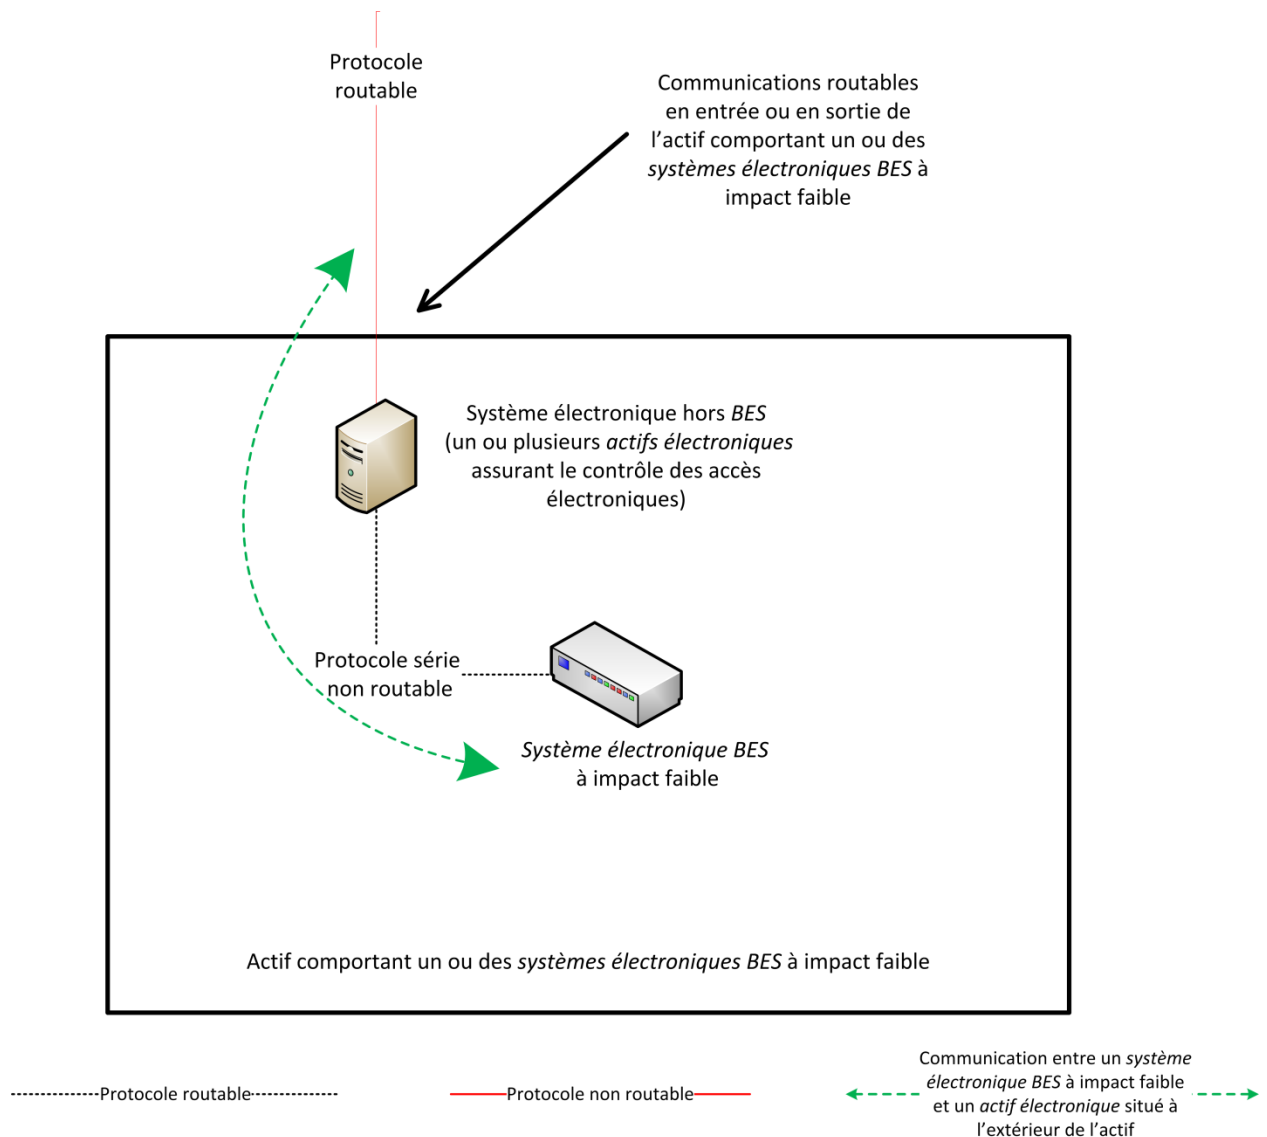 Protocole
routable
Communications routables
en entrée ou en sortie de
l’actif comportant un ou des
systèmes électroniques BES à
impact faible
Système électronique hors BES
(un ou plusieurs actifs électroniques
assurant le contrôle des accès
électroniques)
Protocole série
non routable
Système électronique BES
à impact faible
Actif comportant un ou des systèmes électroniques BES à impact faible
Protocole routable
Protocole non routable
Communication entre un système
électronique BES à impact faible
et un actif électronique situé à
l’extérieur de l’actif